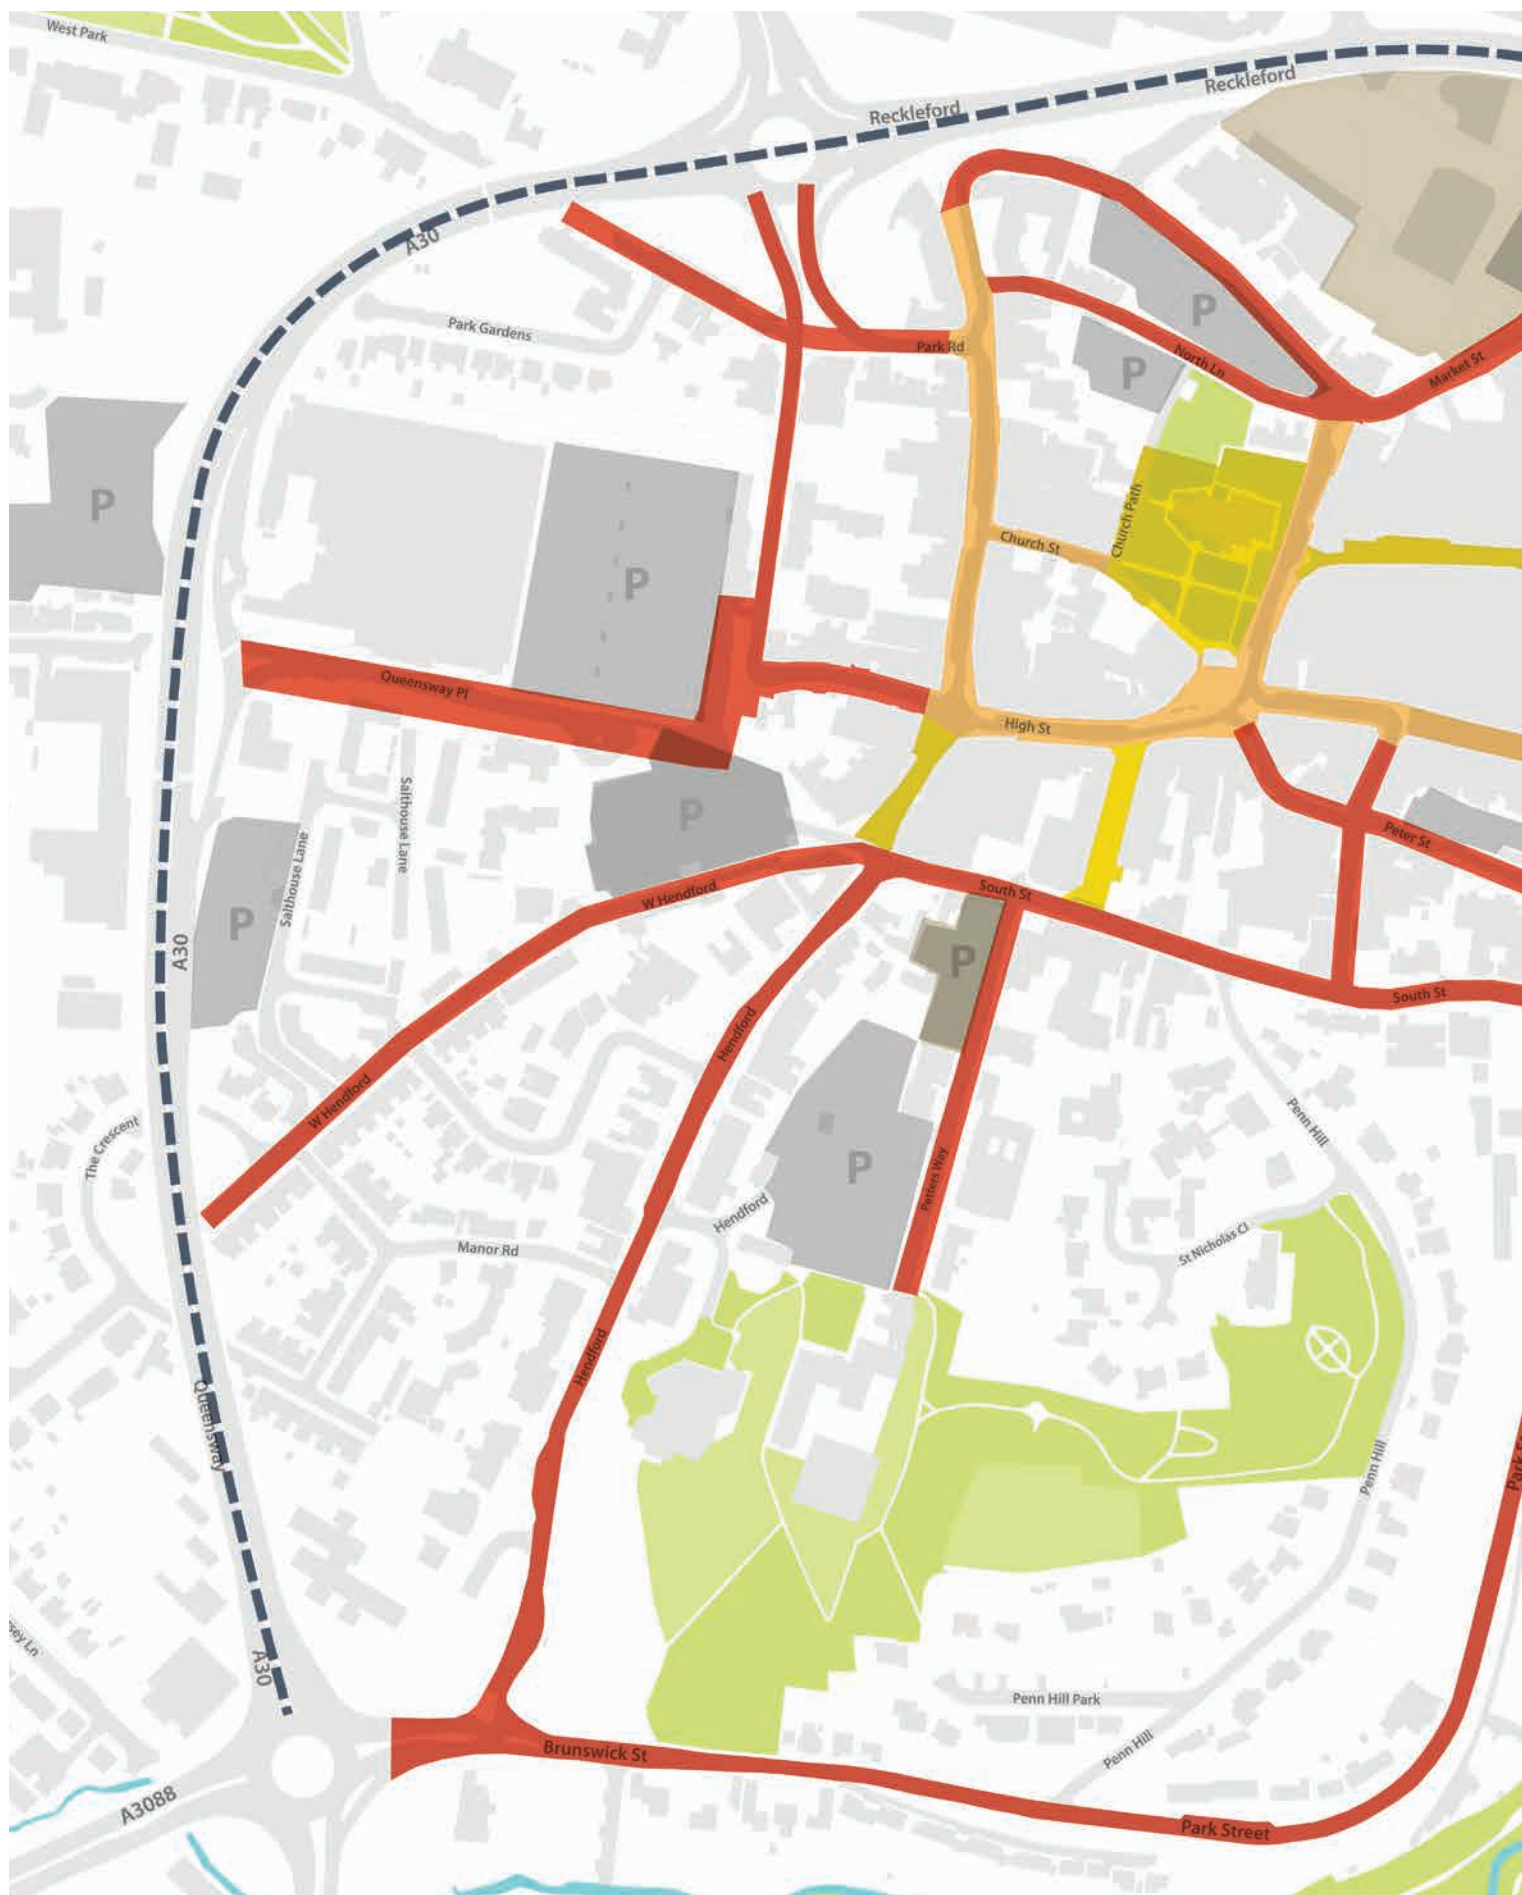 West Park
Reckleford
Reckleford
A30
Park Gardens
Park Rd
P
P
North Ln
Market St
P
P
Church Path
Church St
Queensway Pl
High St
Salthouse Lane
P
Peter St
Salthouse Lane
W Hendford
South St
P
A30
P
South St
Hendford
W Hendford
The Crescent
Penn Hill
P
Petters Way
Hendford
Manor Rd
St Nicholas Cl
Hendford
Queensway
Penn Hill
A30
Penn Hill Park
Brunswick St
Penn Hill
A3088
Park Street